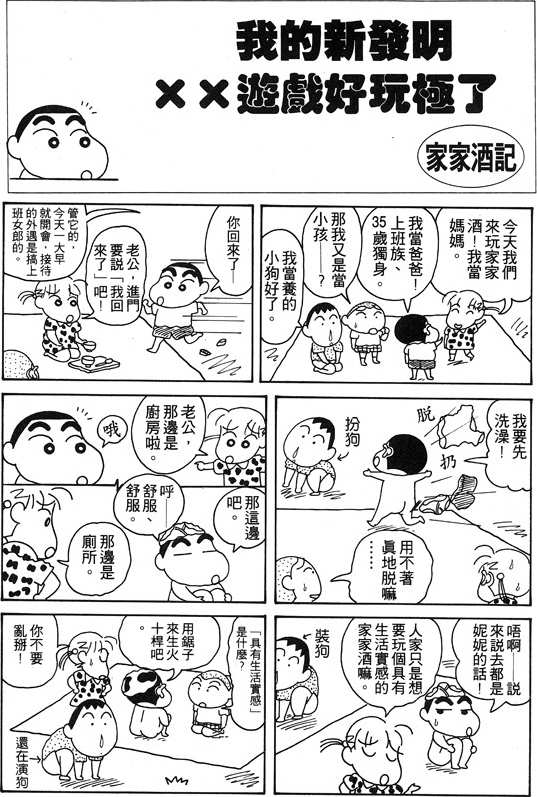 我的新發明
××遊戲好玩極了
家家酒記
今天我們
來玩家家
酒！我當
媽媽。
我當爸爸！
上班族、
35歲獨身。
那我又是當
小孩……？
我當養的
小狗好了。
你回來了—
老公，進門
要說「我回
來了」吧！
管它的，
今天一大早
就開會，接待
的外遇是搞上
班女郎的。
我要先
洗澡！
脫
扔
扮狗
用不著
眞地脫嘛
……
老公，
那邊是
廚房啦。
哦
那這邊
吧。
呼—
舒服、
舒服。
那邊是
廁所。
唔啊—說
來說去都是
妮妮的話！
人家只是想
要玩個具有
生活實感的
家家酒嘛。
裝狗
「具有生活實感」
是什麼？
用鋸子
來生火
十桿吧
。
你不要
亂掰！
還在演狗